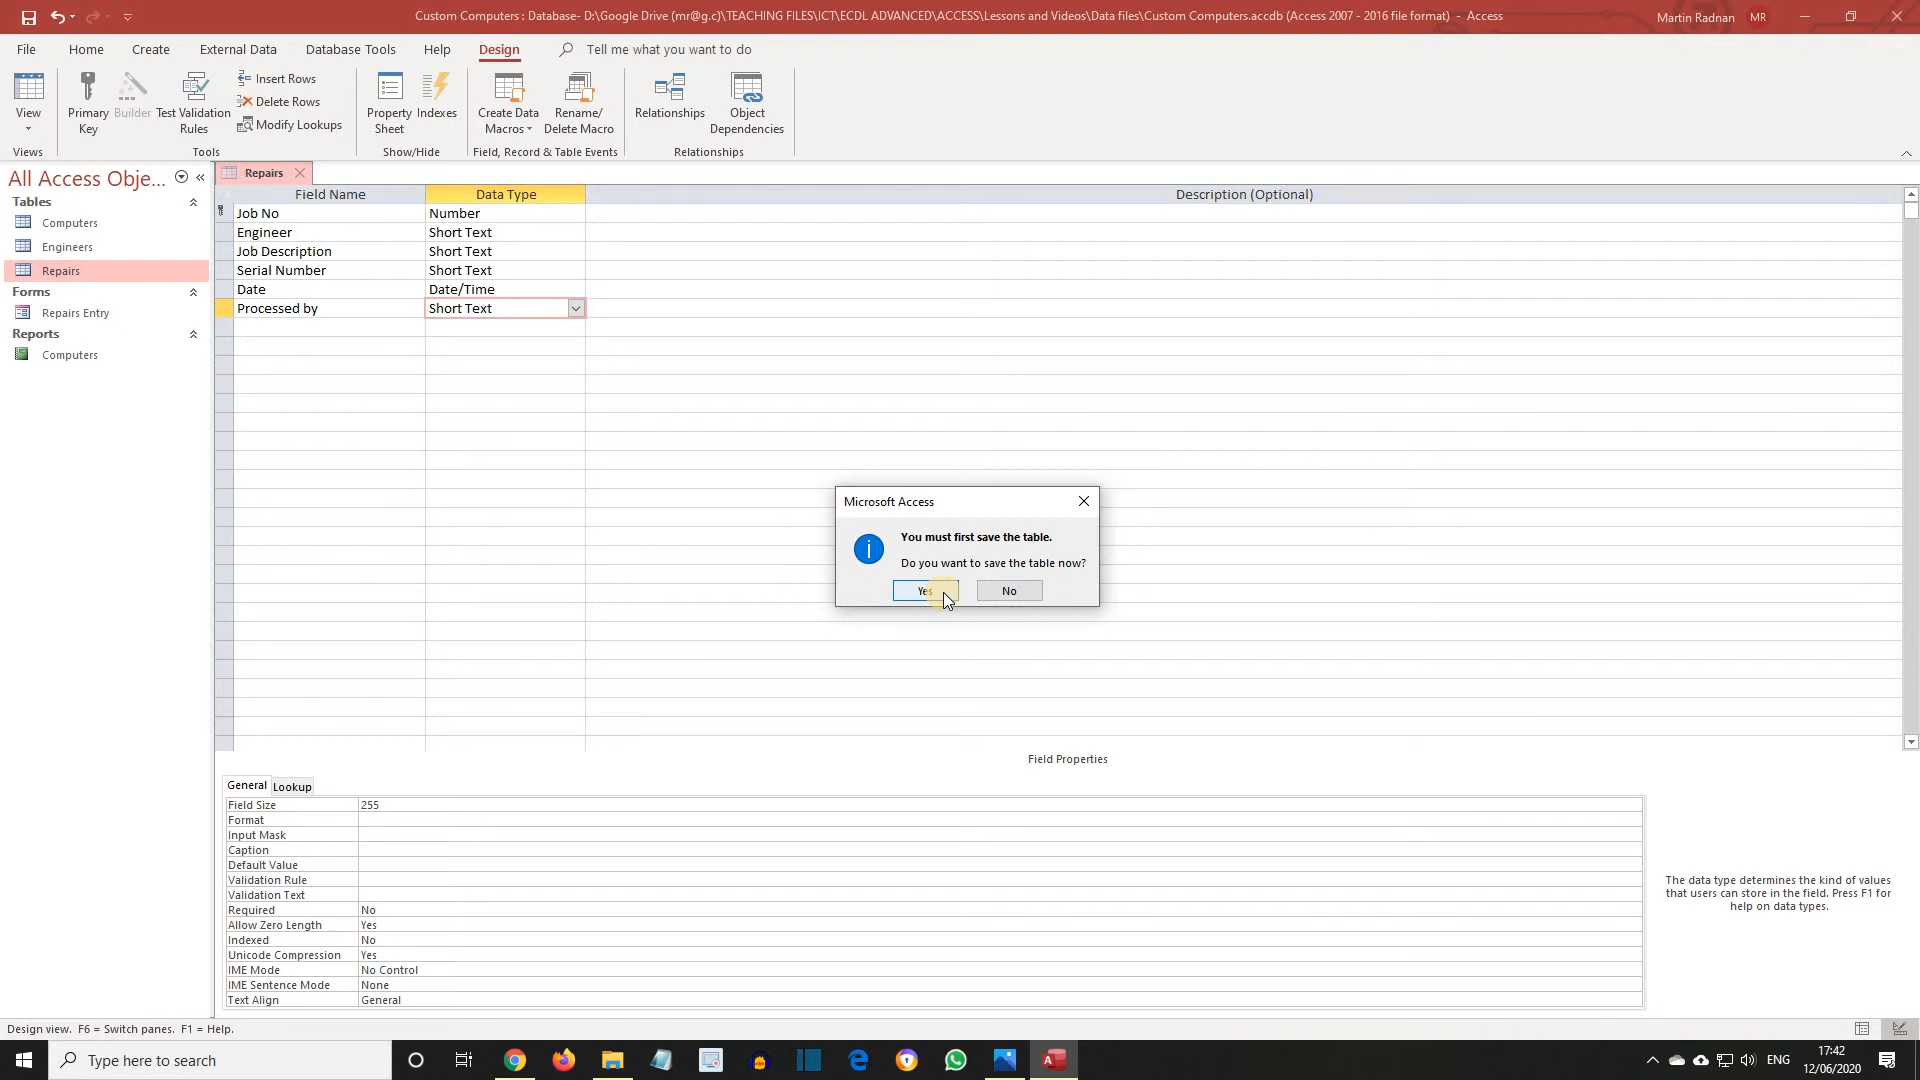 Custom Computers : Database- D:\Google Drive (mr@g.c)\TEACHING FILES\ICT\ECDL ADVANCED\ACCESS\Lessons and Videos\Data files\Custom Computers.accdb (Access 2007 - 2016 file format) - Access
Martin Radnan MR
File Home Create External Data Database Tools Help Design Tell me what you want to do
View
Primary Key
Builder
Test Validation Rules
Insert Rows
Delete Rows
Modify Lookups
Property Sheet
Indexes
Create Data Macros
Rename/ Delete Macro
Relationships
Object Dependencies
Views Tools Show/Hide Field, Record & Table Events Relationships
All Access Obje...
Tables
Computers
Engineers
Repairs
Forms
Repairs Entry
Reports
Computers
Repairs
Field Name Data Type Description (Optional)
Job No Number
Engineer Short Text
Job Description Short Text
Serial Number Short Text
Date Date/Time
Processed by Short Text
Microsoft Access
You must first save the table.
Do you want to save the table now?
Yes No
Field Properties
General Lookup
Field Size 255
Format
Input Mask
Caption
Default Value
Validation Rule
Validation Text
Required No
Allow Zero Length Yes
Indexed No
Unicode Compression Yes
IME Mode No Control
IME Sentence Mode None
Text Align General
The data type determines the kind of values
that users can store in the field. Press F1 for
help on data types.
Design view. F6 = Switch panes. F1 = Help.
Type here to search
ENG
17:42
12/06/2020